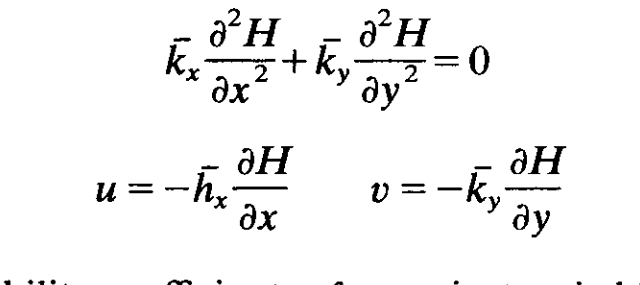 k̄ₓ ∂²H/∂x² + k̄ᵧ ∂²H/∂y² = 0
u = −h̄ₓ ∂H/∂x v = −k̄ᵧ ∂H/∂y